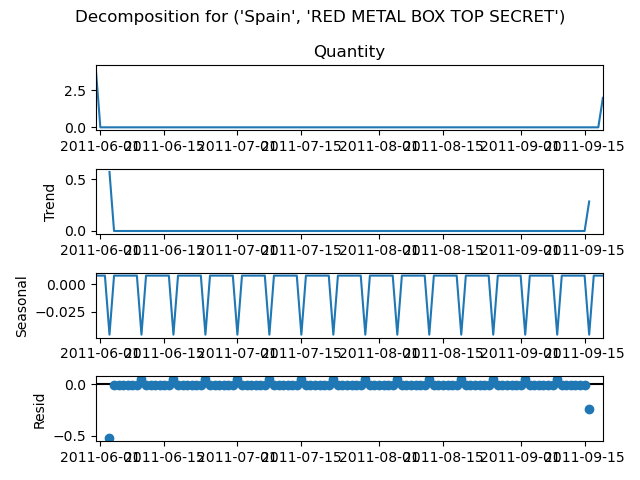 Decomposition for ('Spain', 'RED METAL BOX TOP SECRET')
Quantity
2.5
0.0
2011-06-01 2011-06-15 2011-07-01 2011-07-15 2011-08-01 2011-08-15 2011-09-01 2011-09-15
Trend
0.5
0.0
2011-06-01 2011-06-15 2011-07-01 2011-07-15 2011-08-01 2011-08-15 2011-09-01 2011-09-15
Seasonal
0.000
−0.025
2011-06-01 2011-06-15 2011-07-01 2011-07-15 2011-08-01 2011-08-15 2011-09-01 2011-09-15
Resid
0.0
−0.5
2011-06-01 2011-06-15 2011-07-01 2011-07-15 2011-08-01 2011-08-15 2011-09-01 2011-09-15